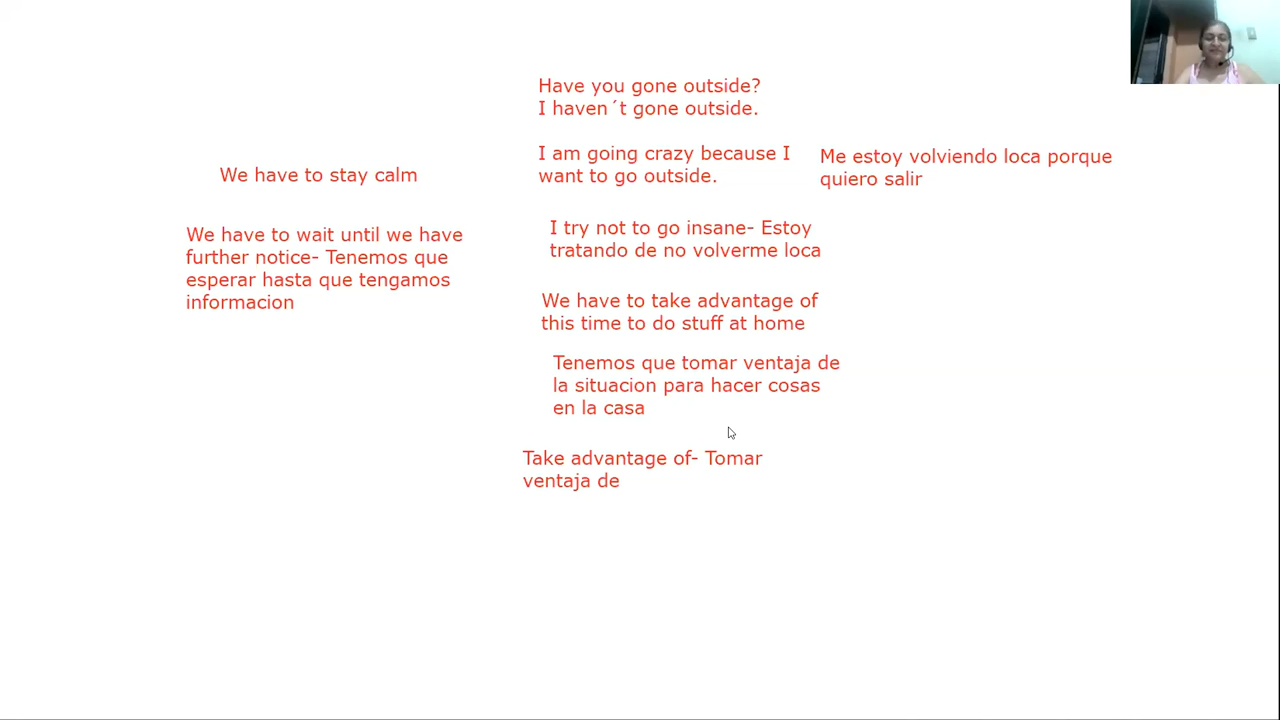 We have to stay calm
We have to wait until we have
further notice- Tenemos que
esperar hasta que tengamos
informacion
Have you gone outside?
I haven´t gone outside.
I am going crazy because I
want to go outside.
Me estoy volviendo loca porque
quiero salir
I try not to go insane- Estoy
tratando de no volverme loca
We have to take advantage of
this time to do stuff at home
Tenemos que tomar ventaja de
la situacion para hacer cosas
en la casa
Take advantage of- Tomar
ventaja de